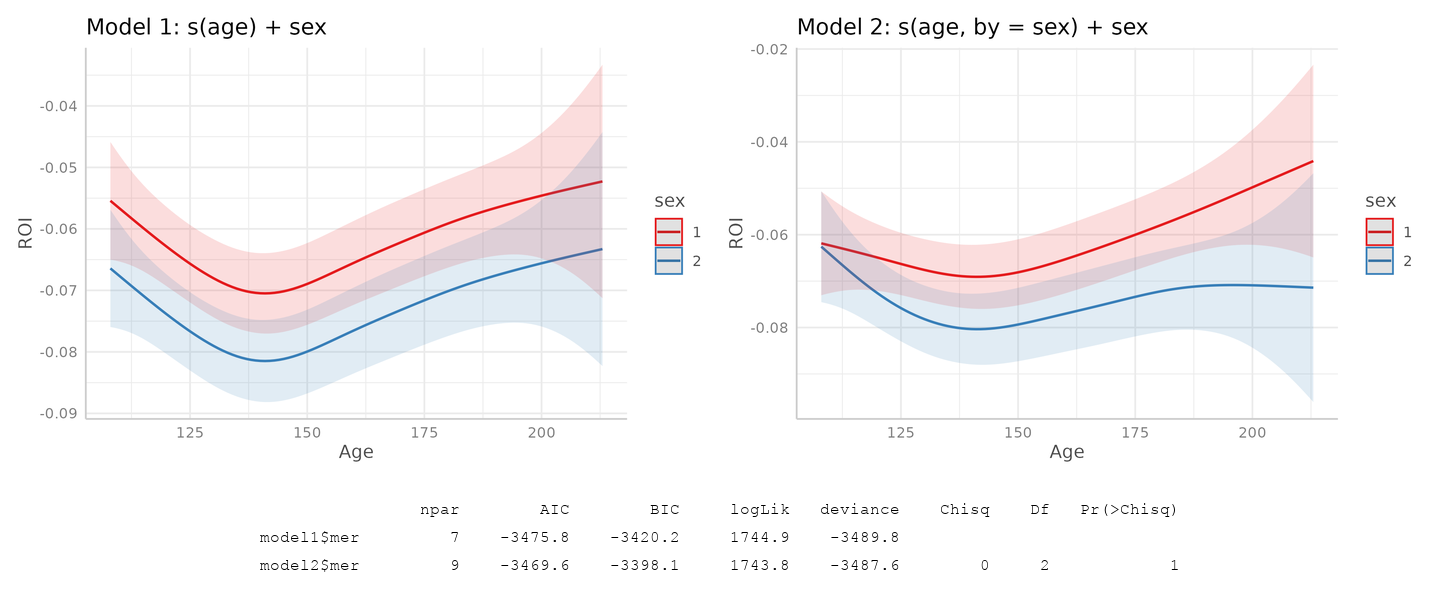 Model 1: s(age) + sex
-0.04
-0.05
-0.06
-0.07
-0.08
-0.09
ROI
125 150 175 200
Age
sex
1
2
Model 2: s(age, by = sex) + sex
-0.02
-0.04
-0.06
-0.08
ROI
125 150 175 200
Age
sex
1
2
npar AIC BIC logLik deviance Chisq Df Pr(>Chisq)
model1$mer 7 -3475.8 -3420.2 1744.9 -3489.8
model2$mer 9 -3469.6 -3398.1 1743.8 -3487.6 0 2 1